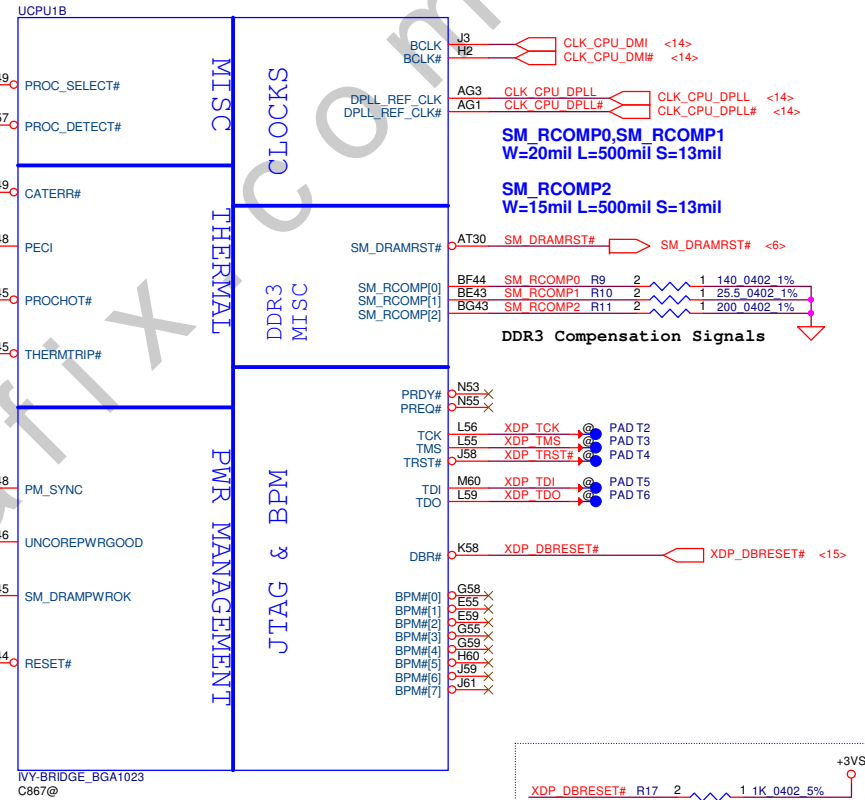 UCPU1B
MISC
CLOCKS
THERMAL
DDR3
MISC
PWR MANAGEMENT
JTAG & BPM
PROC_SELECT#
PROC_DETECT#
CATERR#
PECI
PROCHOT#
THERMTRIP#
PM_SYNC
UNCOREPWRGOOD
SM_DRAMPWROK
RESET#
BCLK J3 CLK_CPU_DMI <14>
BCLK# H2 CLK_CPU_DMI# <14>
DPLL_REF_CLK AG3 CLK_CPU_DPLL CLK_CPU_DPLL <14>
DPLL_REF_CLK# AG1 CLK_CPU_DPLL# CLK_CPU_DPLL# <14>
SM_RCOMP0,SM_RCOMP1
W=20mil L=500mil S=13mil
SM_RCOMP2
W=15mil L=500mil S=13mil
SM_DRAMRST# AT30 SM_DRAMRST# SM_DRAMRST# <6>
SM_RCOMP[0] BF44 SM_RCOMP0 R9 2 1 140_0402_1%
SM_RCOMP[1] BE43 SM_RCOMP1 R10 2 1 25.5_0402_1%
SM_RCOMP[2] BG43 SM_RCOMP2 R11 2 1 200_0402_1%
DDR3 Compensation Signals
PRDY# N53
PREQ# N55
TCK L56 XDP_TCK @ PAD T2
TMS L55 XDP_TMS @ PAD T3
TRST# J58 XDP_TRST# @ PAD T4
TDI M60 XDP_TDI @ PAD T5
TDO L59 XDP_TDO @ PAD T6
DBR# K58 XDP_DBRESET# XDP_DBRESET# <15>
BPM#[0] G58
BPM#[1] E55
BPM#[2] E59
BPM#[3] G55
BPM#[4] G59
BPM#[5] H60
BPM#[6] J59
BPM#[7] J61
IVY-BRIDGE_BGA1023
C867@
+3VS
XDP_DBRESET# R17 2 1 1K_0402_5%
afix.com